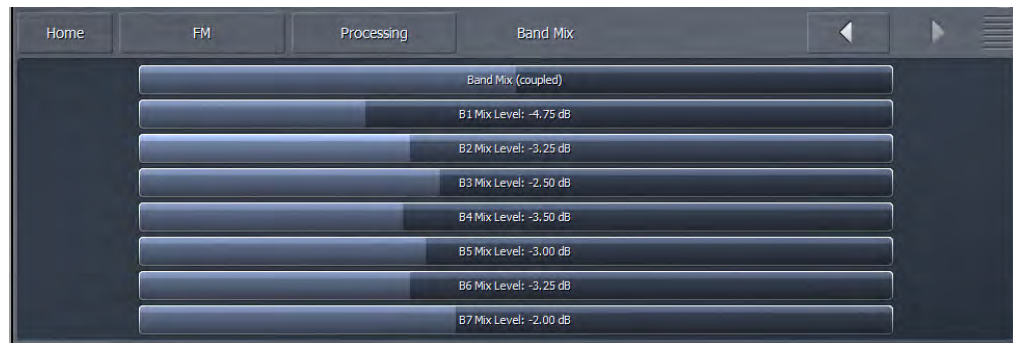 Home FM Processing Band Mix
Band Mix (coupled)
B1 Mix Level: -4.75 dB
B2 Mix Level: -3.25 dB
B3 Mix Level: -2.50 dB
B4 Mix Level: -3.50 dB
B5 Mix Level: -3.00 dB
B6 Mix Level: -3.25 dB
B7 Mix Level: -2.00 dB